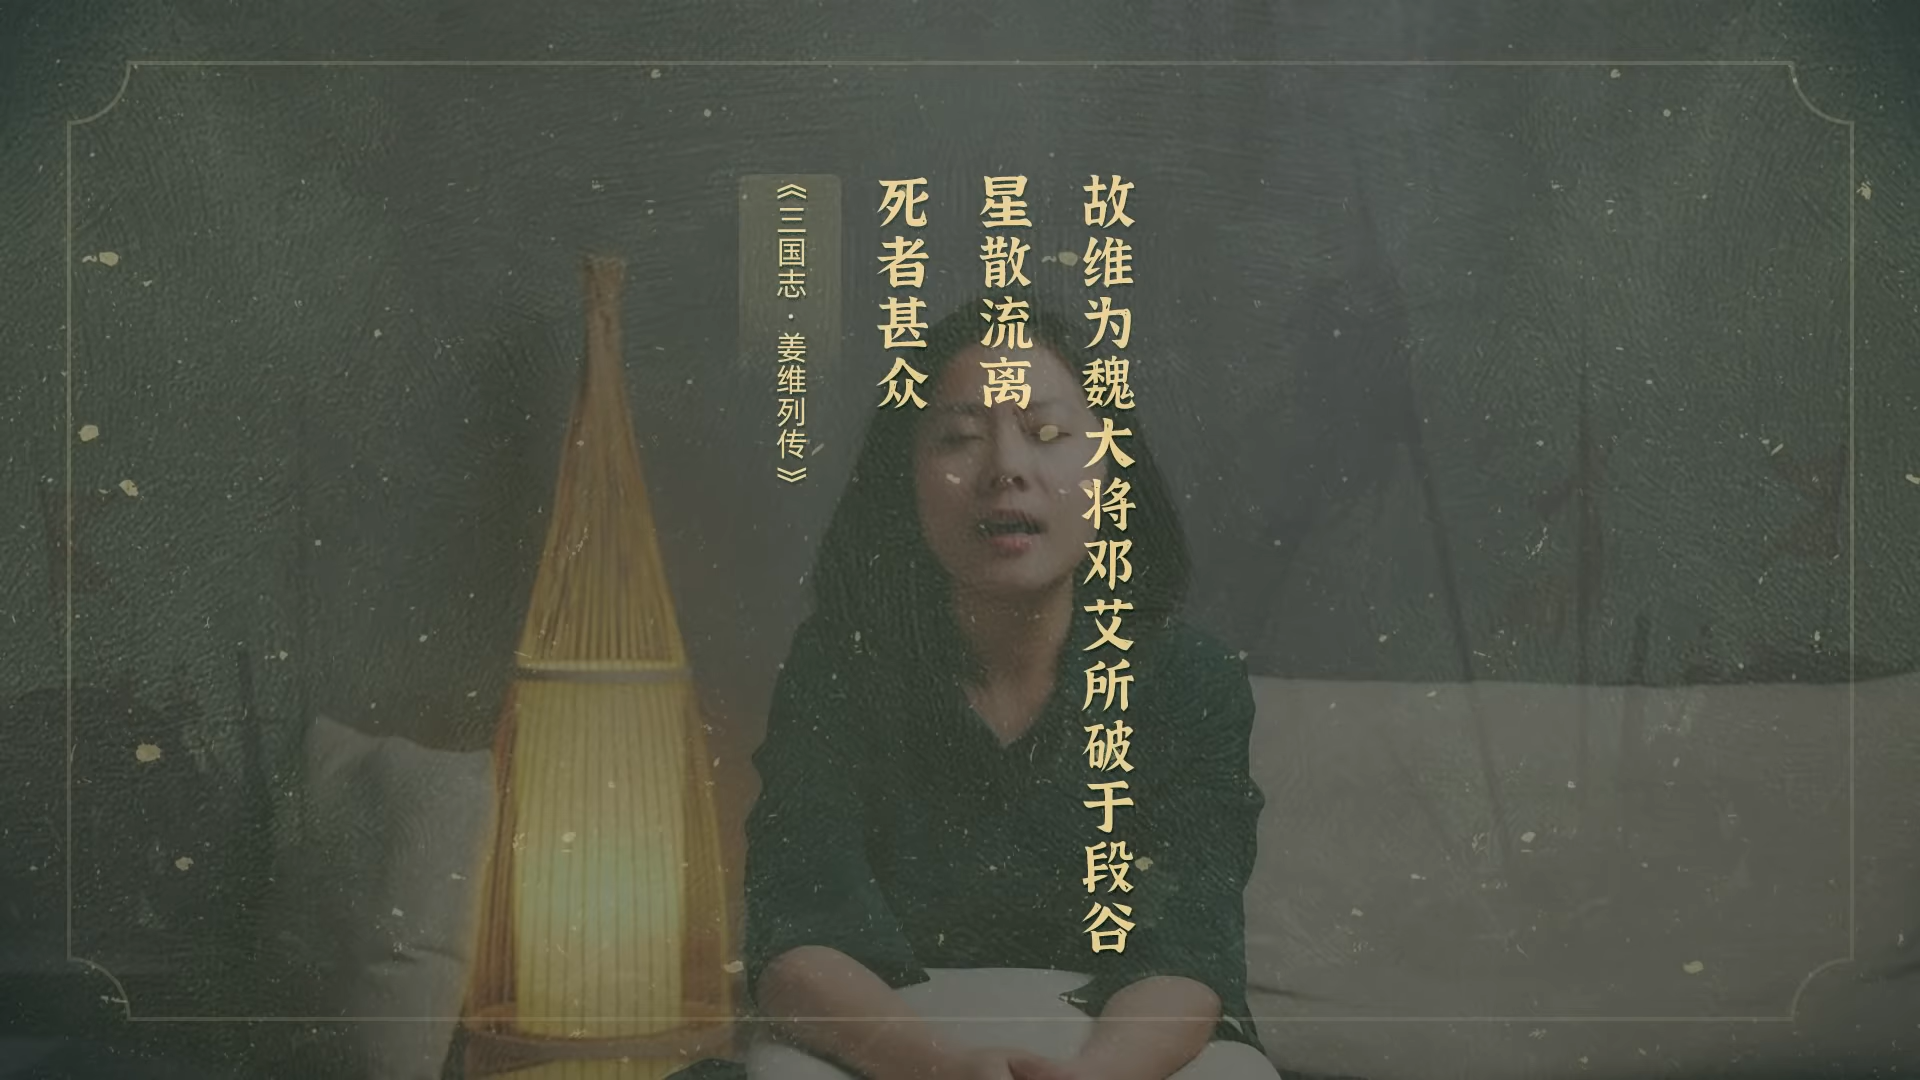 故维为魏大将邓艾所破于段谷
星散流离
死者甚众
《三国志·姜维列传》